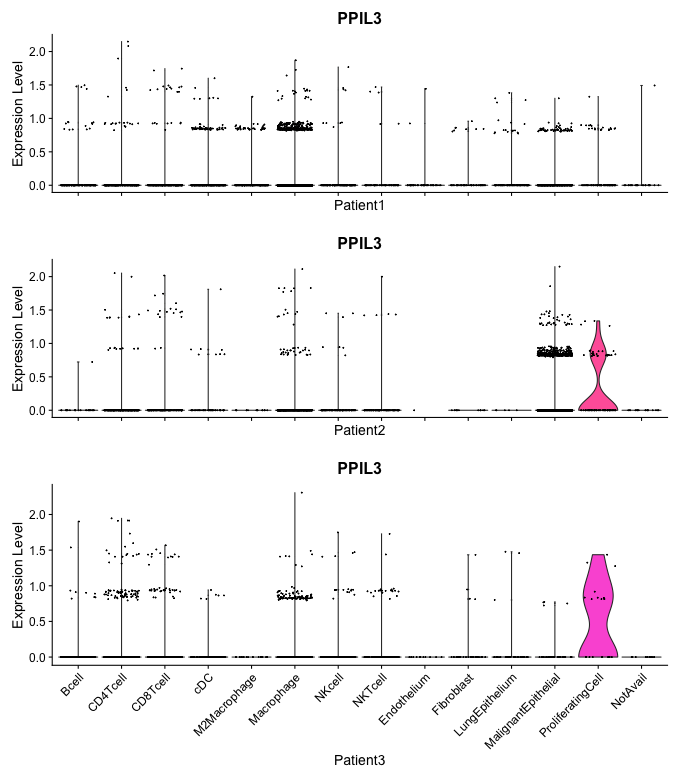 PPIL3
Expression Level
2.0
1.5
1.0
0.5
0.0
Patient1
PPIL3
Expression Level
2.0
1.5
1.0
0.5
0.0
Patient2
PPIL3
Expression Level
2.0
1.5
1.0
0.5
0.0
Bcell
CD4Tcell
CD8Tcell
cDC
M2Macrophage
Macrophage
NKcell
NKTcell
Endothelium
Fibroblast
LungEpithelium
MalignantEpithelial
ProliferatingCell
NotAvail
Patient3